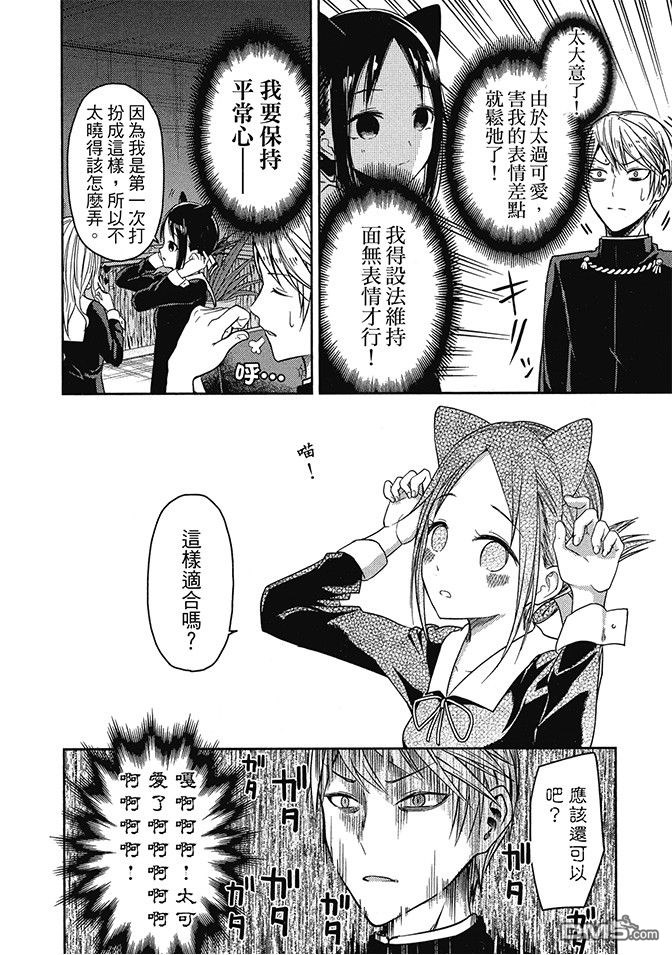 太大意了！
由於太過可愛，
害我的表情差點
就鬆弛了！
我得設法維持
面無表情才行！
我要保持
平常心——
因為我是第一次打
扮成這樣，所以不
太曉得該怎麼弄。
呼…
喵！
這樣適合嗎？
應該還可以
吧？
ガタ
ガタ
ガタ
ガタ
ガタ
嘎啊啊啊！太可
愛了啊啊啊啊啊
啊啊啊啊！
DM5.com